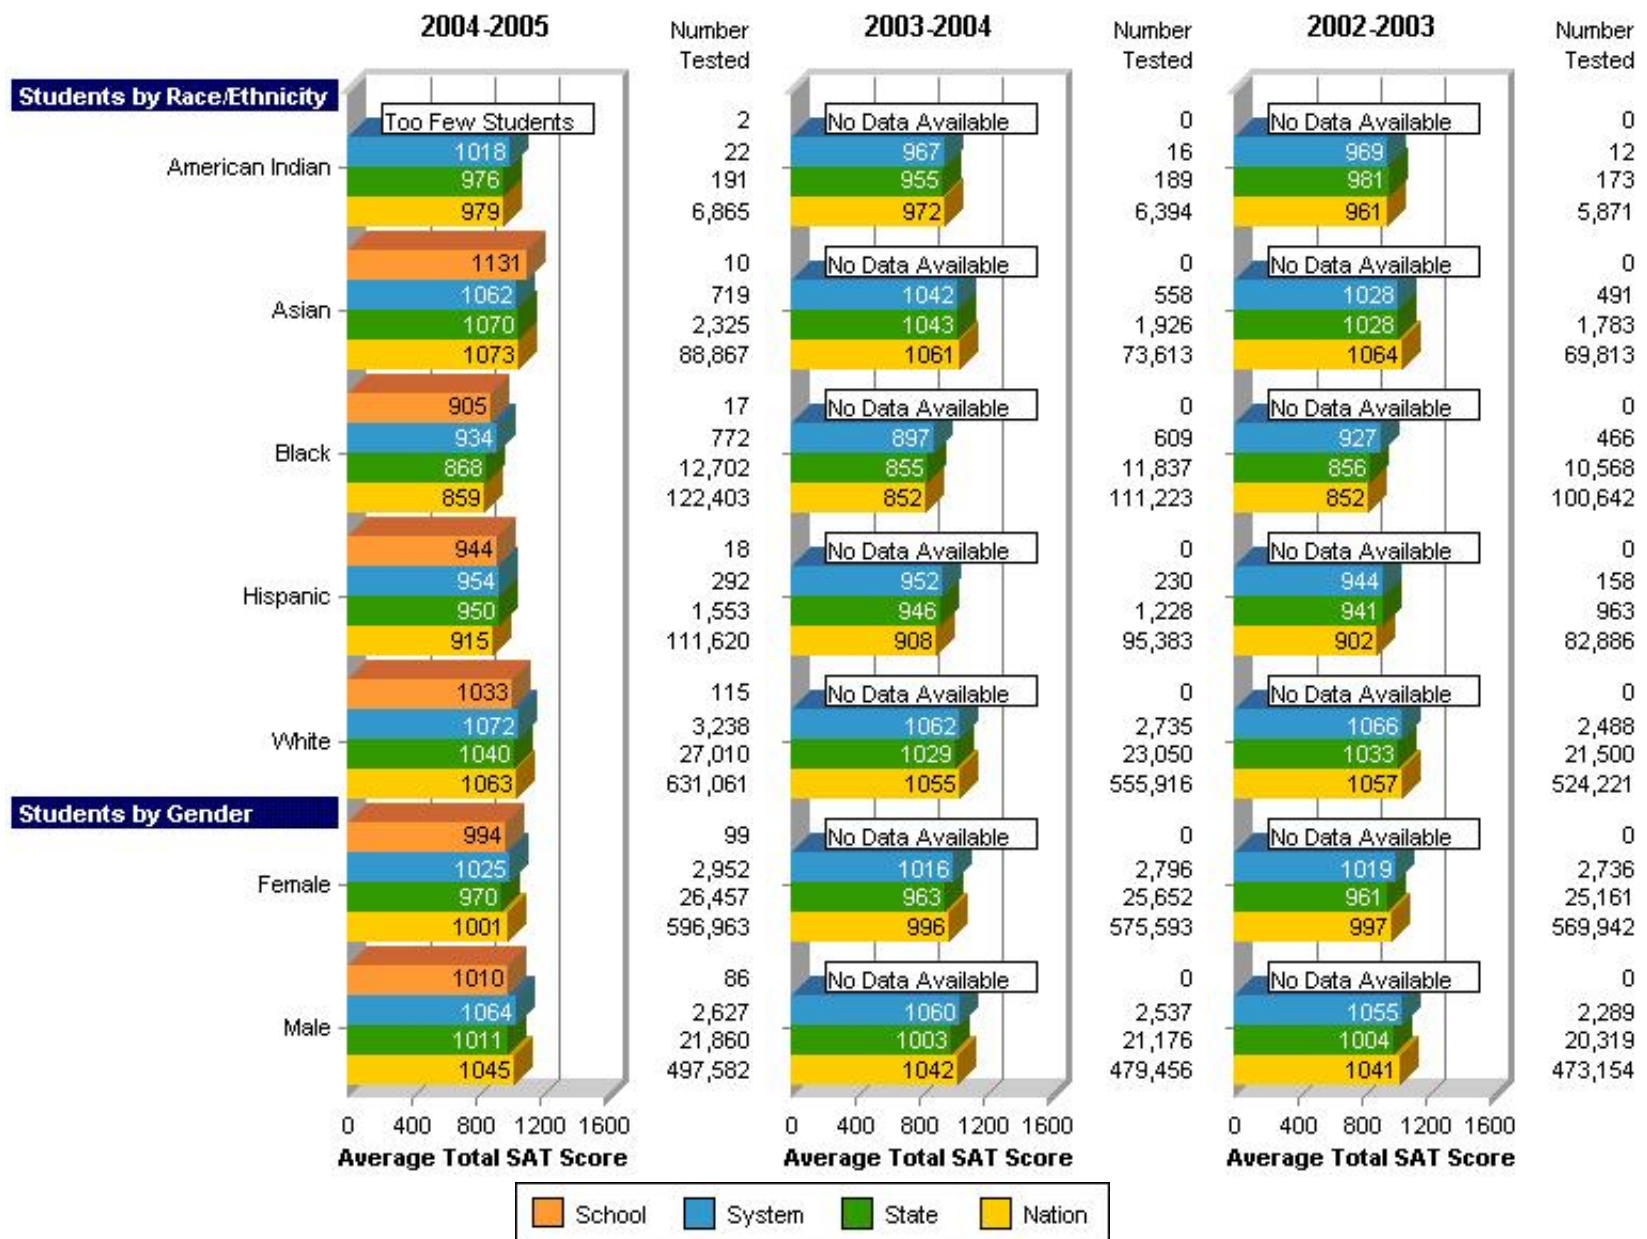 2004-2005
Number
Tested
2003-2004
Number
Tested
2002-2003
Number
Tested
Students by Race/Ethnicity
Too Few Students 2 No Data Available 0 No Data Available 0
American Indian
1018 22 967 16 969 12
976 191 955 189 981 173
979 6,865 972 6,394 961 5,871
1131 10 No Data Available 0 No Data Available 0
Asian
1062 719 1042 558 1028 491
1070 2,325 1043 1,926 1028 1,783
1073 88,867 1061 73,613 1064 69,813
905 17 No Data Available 0 No Data Available 0
Black
934 772 897 609 927 466
868 12,702 855 11,837 856 10,568
859 122,403 852 111,223 852 100,642
944 18 No Data Available 0 No Data Available 0
Hispanic
954 292 952 230 944 158
950 1,553 946 1,228 941 963
915 111,620 908 95,383 902 82,886
1033 115 No Data Available 0 No Data Available 0
White
1072 3,238 1062 2,735 1066 2,488
1040 27,010 1029 23,050 1033 21,500
1063 631,061 1055 555,916 1057 524,221
Students by Gender
994 99 No Data Available 0 No Data Available 0
Female
1025 2,952 1016 2,796 1019 2,736
970 26,457 963 25,652 961 25,161
1001 596,963 996 575,593 997 569,942
1010 86 No Data Available 0 No Data Available 0
Male
1064 2,627 1060 2,537 1055 2,289
1011 21,860 1003 21,176 1004 20,319
1045 497,582 1042 479,456 1041 473,154
0 400 800 1200 1600 0 400 800 1200 1600 0 400 800 1200 1600
Average Total SAT Score Average Total SAT Score Average Total SAT Score
School System State Nation